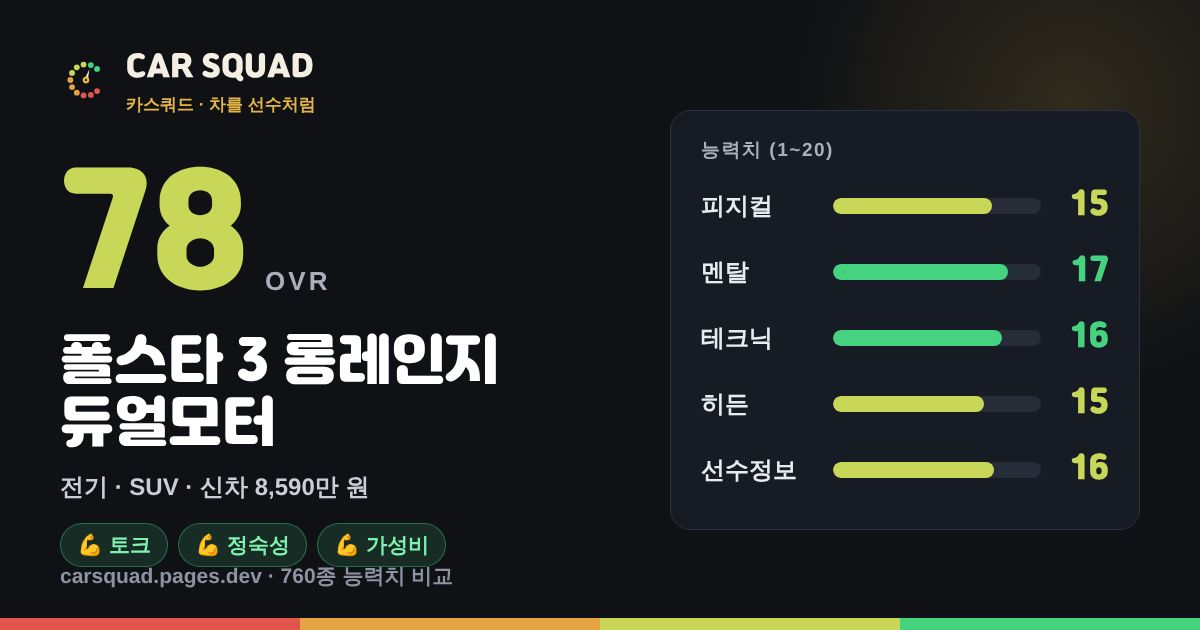 CAR SQUAD
카스쿼드 · 차를 선수처럼
78 OVR
폴스타 3 롱레인지
듀얼모터
전기 · SUV · 신차 8,590만 원
💪 토크 💪 정숙성 💪 가성비
carsquad.pages.dev · 760종 능력치 비교
능력치 (1~20)
피지컬 15
멘탈 17
테크닉 16
히든 15
선수정보 16